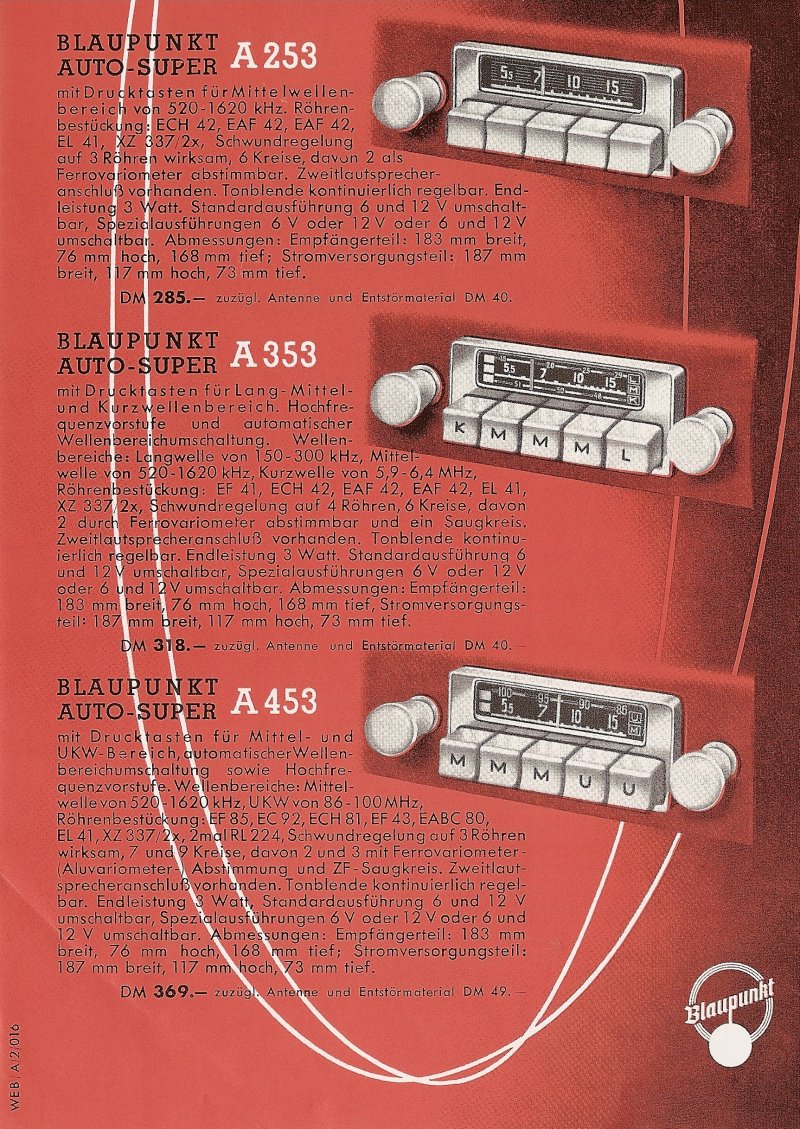 BLAUPUNKT
AUTO-SUPER A 253
mit Drucktasten für Mittelwellen-
bereich von 520-1620 kHz. Röhren-
bestückung: ECH 42, EAF 42, EAF 42,
EL 41, XZ 337/2x, Schwundregelung
auf 3 Röhren wirksam, 6 Kreise, davon 2 als
Ferrovariometer abstimmbar. Zweitlautsprecher-
anschluß vorhanden. Tonblende kontinuierlich regelbar. End-
leistung 3 Watt. Standardausführung 6 und 12 V umschalt-
bar, Spezialausführungen 6 V oder 12 V oder 6 und 12 V
umschaltbar. Abmessungen: Empfängerteil: 183 mm breit,
76 mm hoch, 168 mm tief; Stromversorgungsteil: 187 mm
breit, 117 mm hoch, 73 mm tief.
DM 285.— zuzügl. Antenne und Entstörmaterial DM 40.
55 7 10 15
BLAUPUNKT
AUTO-SUPER A 353
mit Drucktasten für Lang- Mittel-
und Kurzwellenbereich. Hochfre-
quenzvorstufe und automatischer
Wellenbereichumschaltung. Wellen-
bereiche: Langwelle von 150-300 kHz, Mittel-
welle von 520-1620 kHz, Kurzwelle von 5,9-6,4 MHz,
Röhrenbestückung: EF 41, ECH 42, EAF 42, EAF 42, EL 41,
XZ 337/2x, Schwundregelung auf 4 Röhren, 6 Kreise, davon
2 durch Ferrovariometer abstimmbar und ein Saugkreis.
Zweitlautsprecheranschluß vorhanden. Tonblende kontinu-
ierlich regelbar. Endleistung 3 Watt. Standardausführung 6
und 12 V umschaltbar, Spezialausführungen 6 V oder 12 V
oder 6 und 12 V umschaltbar. Abmessungen: Empfängerteil:
183 mm breit, 76 mm hoch, 168 mm tief, Stromversorgungs-
teil: 187 mm breit, 117 mm hoch, 73 mm tief.
DM 318.— zuzügl. Antenne und Entstörmaterial DM 40.—
55 7 10 15
K M M M L
BLAUPUNKT
AUTO-SUPER A 453
mit Drucktasten für Mittel- und
UKW-Bereich, automatischer Wellen-
bereichumschaltung sowie Hochfre-
quenzvorstufe. Wellenbereiche: Mittel-
welle von 520-1620 kHz, UKW von 86-100 MHz,
Röhrenbestückung: EF 85, EC 92, ECH 81, EF 43, EABC 80,
EL 41, XZ 337/2x, 2mal RL 224, Schwundregelung auf 3 Röhren
wirksam, 7 und 9 Kreise, davon 2 und 3 mit Ferrovariometer-
(Aluvariometer-) Abstimmung und ZF-Saugkreis. Zweitlaut-
sprecheranschluß vorhanden. Tonblende kontinuierlich regel-
bar. Endleistung 3 Watt, Standardausführung 6 und 12 V
umschaltbar, Spezialausführungen 6 V oder 12 V oder 6 und
12 V umschaltbar. Abmessungen: Empfängerteil: 183 mm
breit, 76 mm hoch, 168 mm tief; Stromversorgungsteil:
187 mm breit, 117 mm hoch, 73 mm tief.
DM 369.— zuzügl. Antenne und Entstörmaterial DM 49.—
100 95 90 86 U
55 7 10 15 M
M M M U U
Blaupunkt
WEB/A/2/016